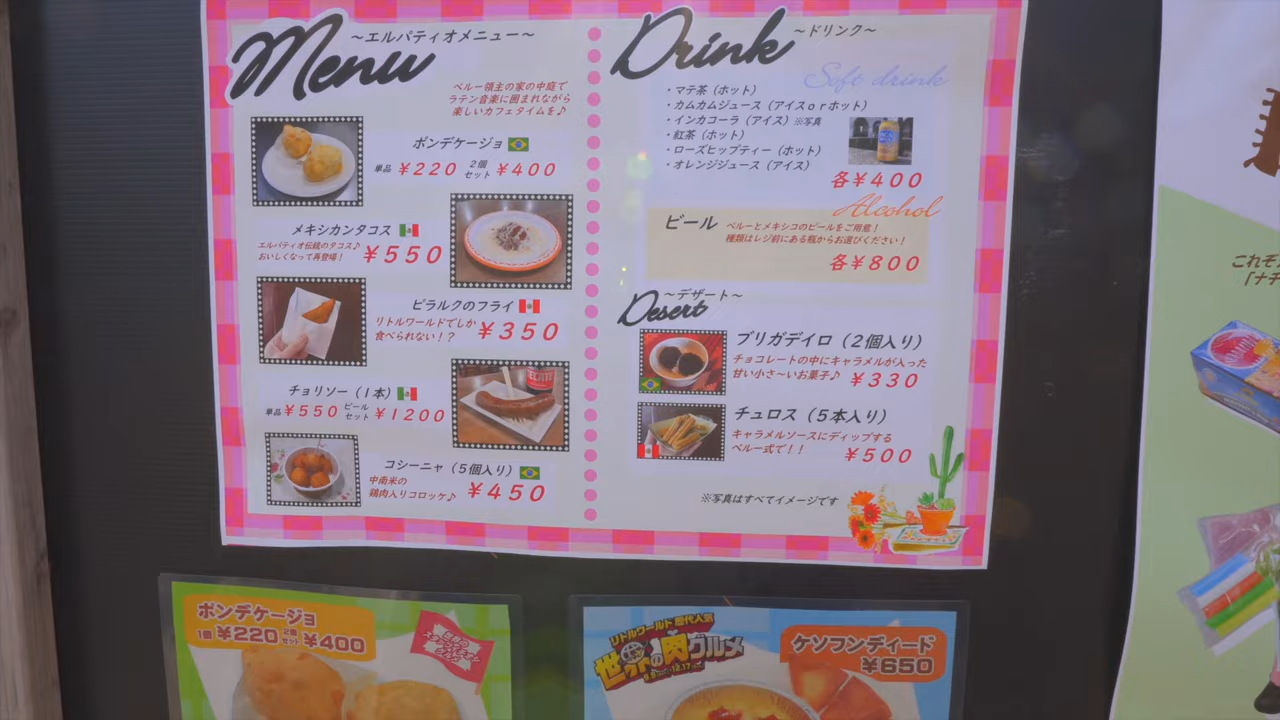 Menu
～エルパティオメニュー～
ペルー領主の家の中庭で
ラテン音楽に囲まれながら
楽しいカフェタイムを♪
ポンデケージョ
単品 ￥220 2個セット ￥400
メキシカンタコス
エルパティオ伝統のタコス♪
おいしくなって再登場！
￥550
ピラルクのフライ
リトルワールドでしか
食べられない！？
￥350
チョリソー（1本）
単品 ￥550 ビールセット ￥1200
コシーニャ（5個入り）
中南米の
鶏肉入りコロッケ♪
￥450
Drink
～ドリンク～
Soft drink
・マテ茶（ホット）
・カムカムジュース（アイスorホット）
・インカコーラ（アイス）※写真
・紅茶（ホット）
・ローズヒップティー（ホット）
・オレンジジュース（アイス）
各￥400
Alcohol
ビール
ペルーとメキシコのビールをご用意！
種類はレジ前にある瓶からお選びください！
各￥800
～デザート～
Desert
ブリガデイロ（2個入り）
チョコレートの中にキャラメルが入った
甘い小さ～いお菓子♪
￥330
チュロス（5本入り）
キャラメルソースにディップする
ペルー式で！！
￥500
※写真はすべてイメージです
ポンデケージョ
1個 ￥220 2個セット ￥400
リトルワールド 歴代人気
世界の肉グルメ
ケソフンディード
￥650
これぞ
「ナチ